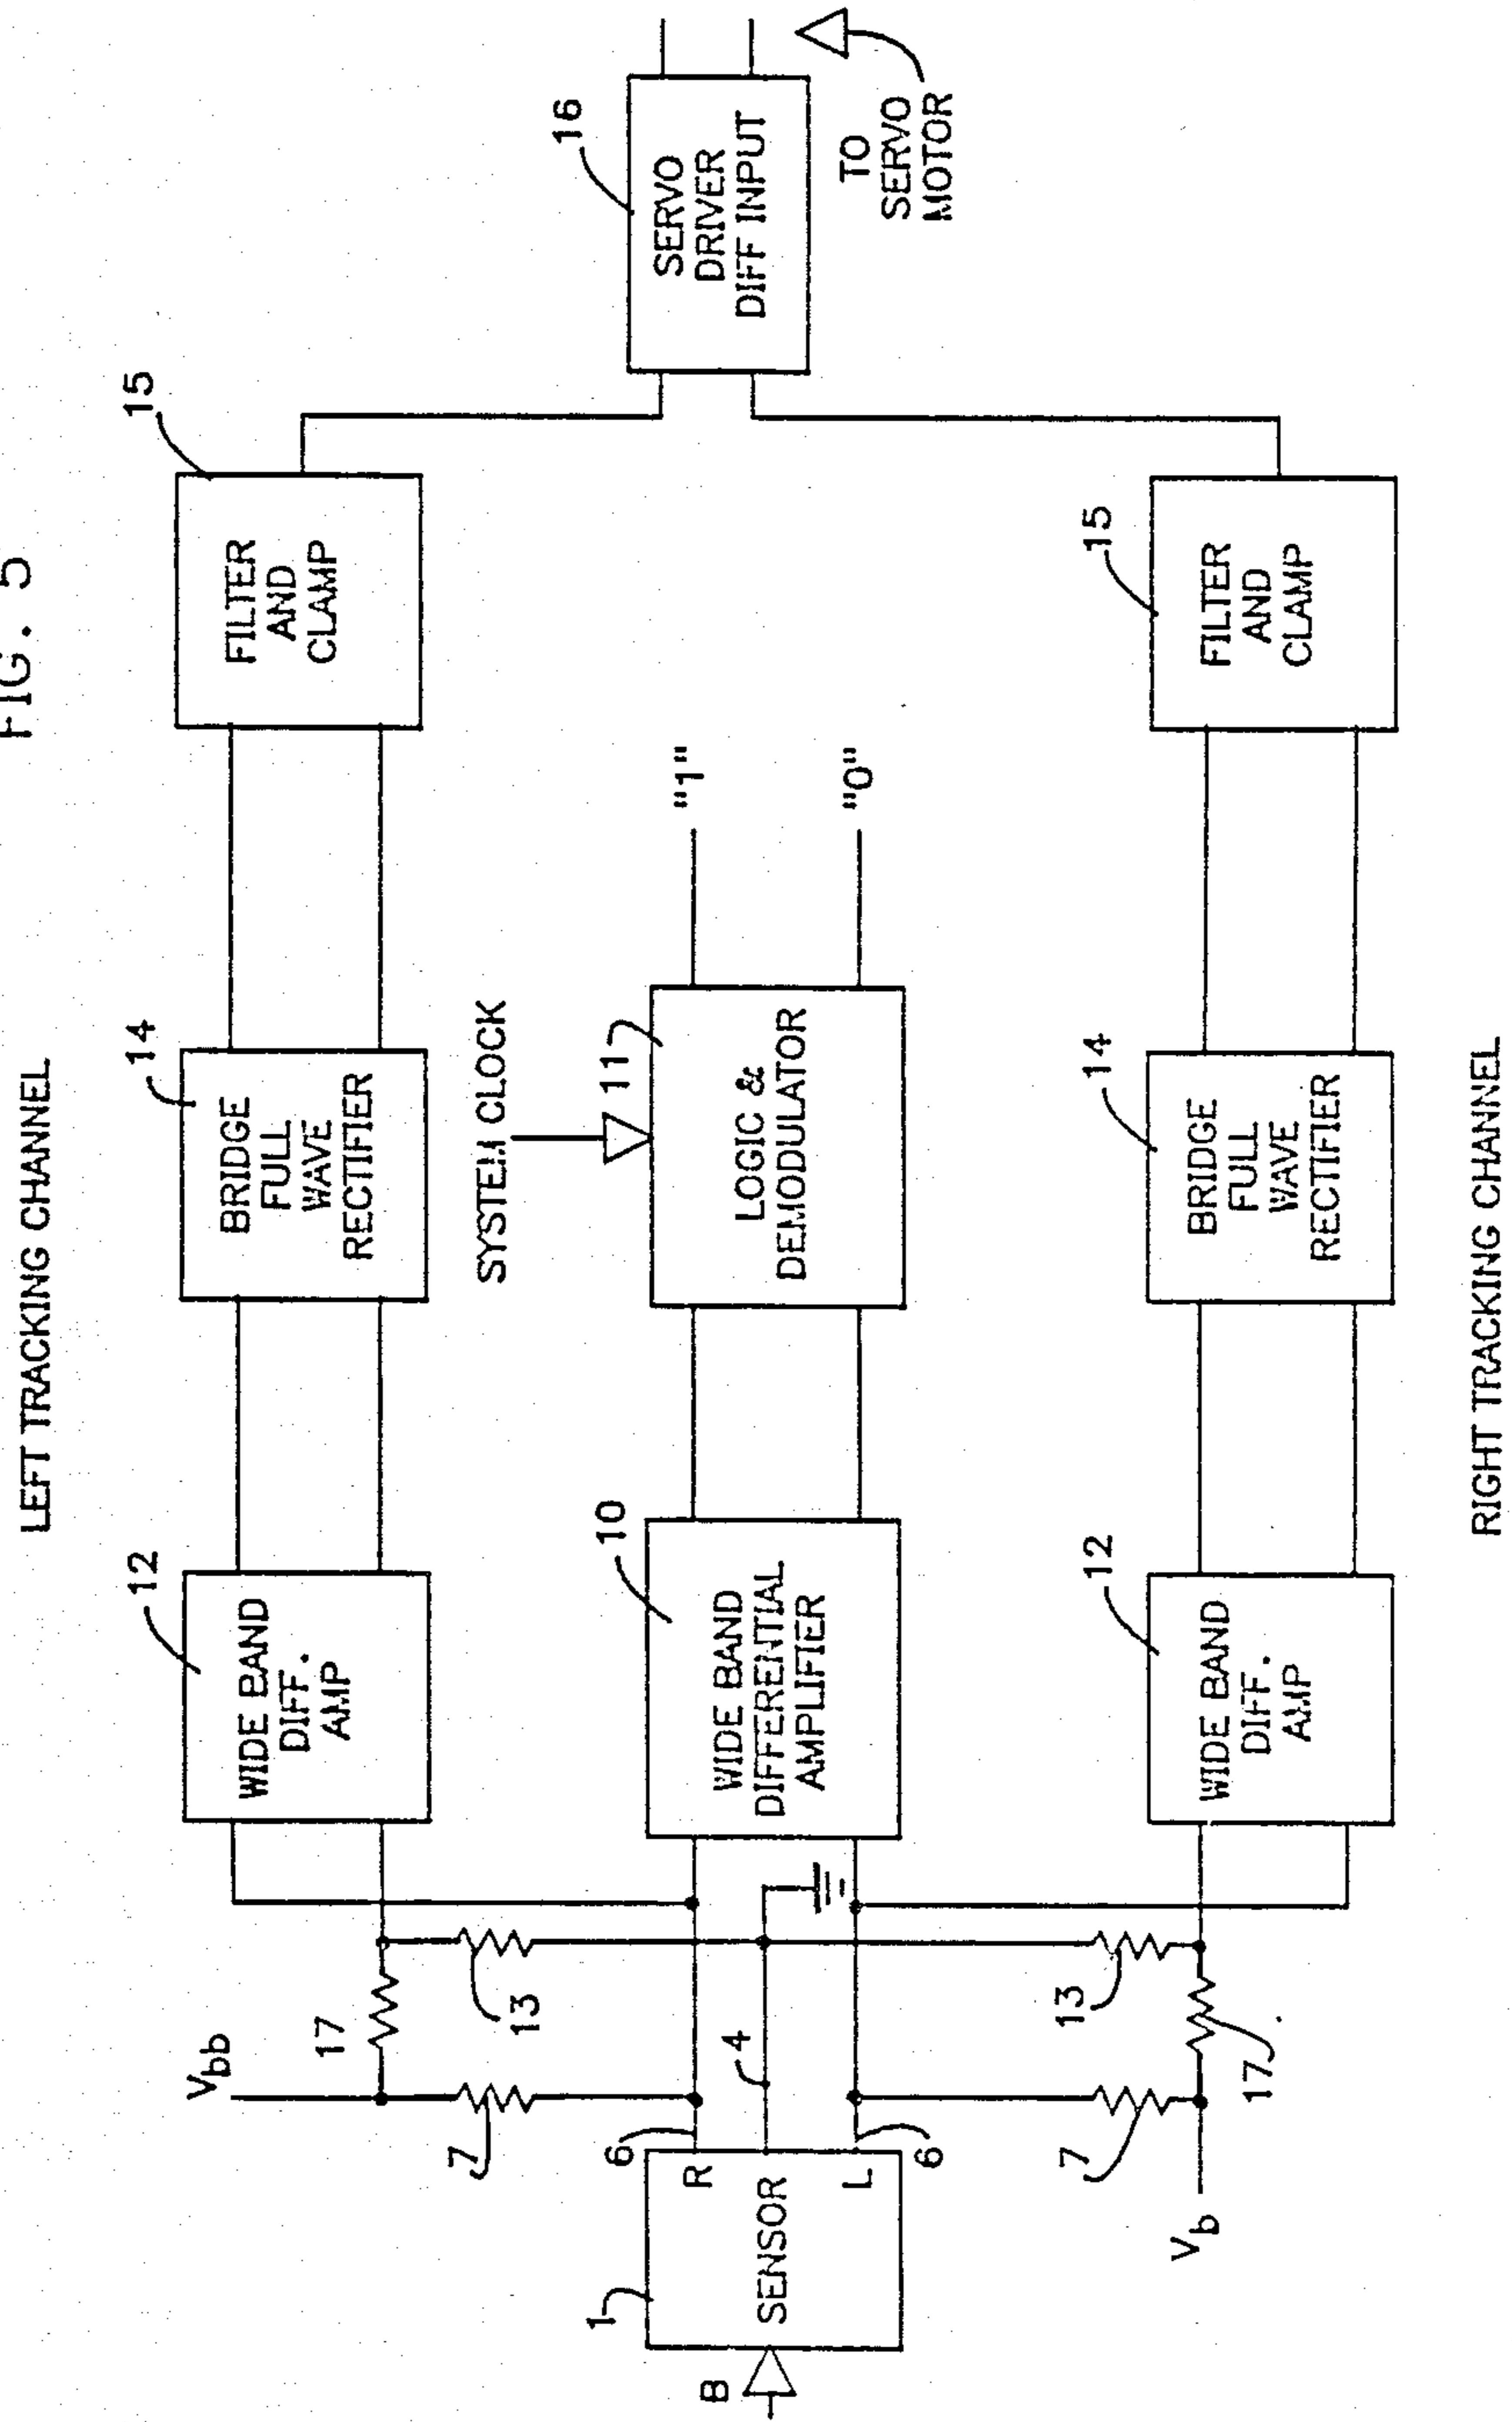 FIG. 5
LEFT TRACKING CHANNEL
12
WIDE BAND
DIFF.
AMP
14
BRIDGE
FULL
WAVE
RECTIFIER
15
FILTER
AND
CLAMP
Vbb
17
13
7
SYSTEM CLOCK
B
1
SENSOR
R
L
6
6
4
10
WIDE BAND
DIFFERENTIAL
AMPLIFIER
11
LOGIC &
DEMODULATOR
"1"
"0"
16
SERVO
DRIVER
DIFF INPUT
TO
SERVO
MOTOR
Vb
7
13
17
12
WIDE BAND
DIFF.
AMP
14
BRIDGE
FULL
WAVE
RECTIFIER
15
FILTER
AND
CLAMP
RIGHT TRACKING CHANNEL